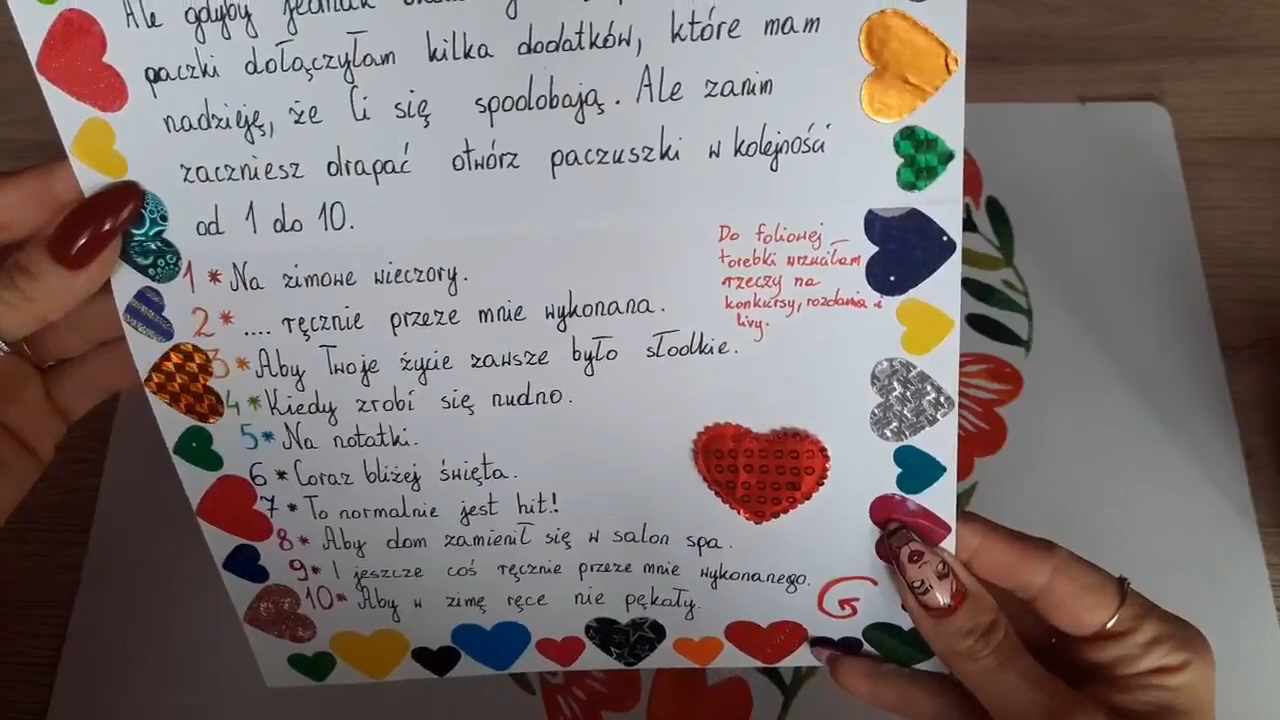 Ale gdyby jednak
paczki dołączyłam kilka dodatków, które mam
nadzieję, że Ci się spodobają. Ale zanim
zaczniesz drapać otwórz paczuszki w kolejności
od 1 do 10.
Do foliowej
torebki wrzuciłam
rzeczy na
konkursy, rozdania i
livy.
1 * Na zimowe wieczory.
2 * .... ręcznie przeze mnie wykonana.
3 * Aby Twoje życie zawsze było słodkie.
4 * Kiedy zrobi się nudno.
5 * Na notatki.
6 * Coraz bliżej święta.
7 * To normalnie jest hit!
8 * Aby dom zamienił się w salon spa.
9 * I jeszcze coś ręcznie przeze mnie wykonanego.
10 * Aby w zimę ręce nie pękały.